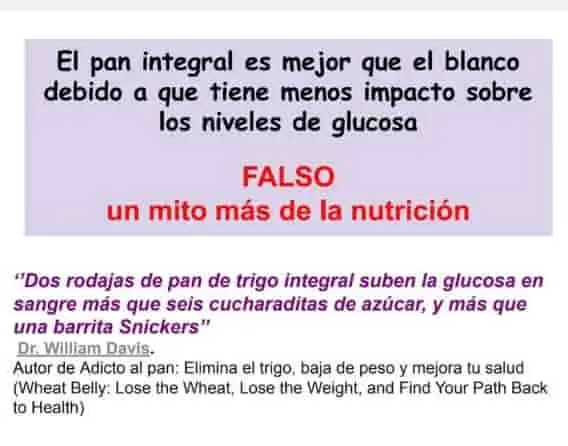 El pan integral es mejor que el blanco
debido a que tiene menos impacto sobre
los niveles de glucosa
FALSO
un mito más de la nutrición
‘’Dos rodajas de pan de trigo integral suben la glucosa en
sangre más que seis cucharaditas de azúcar, y más que
una barrita Snickers”
Dr. William Davis.
Autor de Adicto al pan: Elimina el trigo, baja de peso y mejora tu salud
(Wheat Belly: Lose the Wheat, Lose the Weight, and Find Your Path Back
to Health)